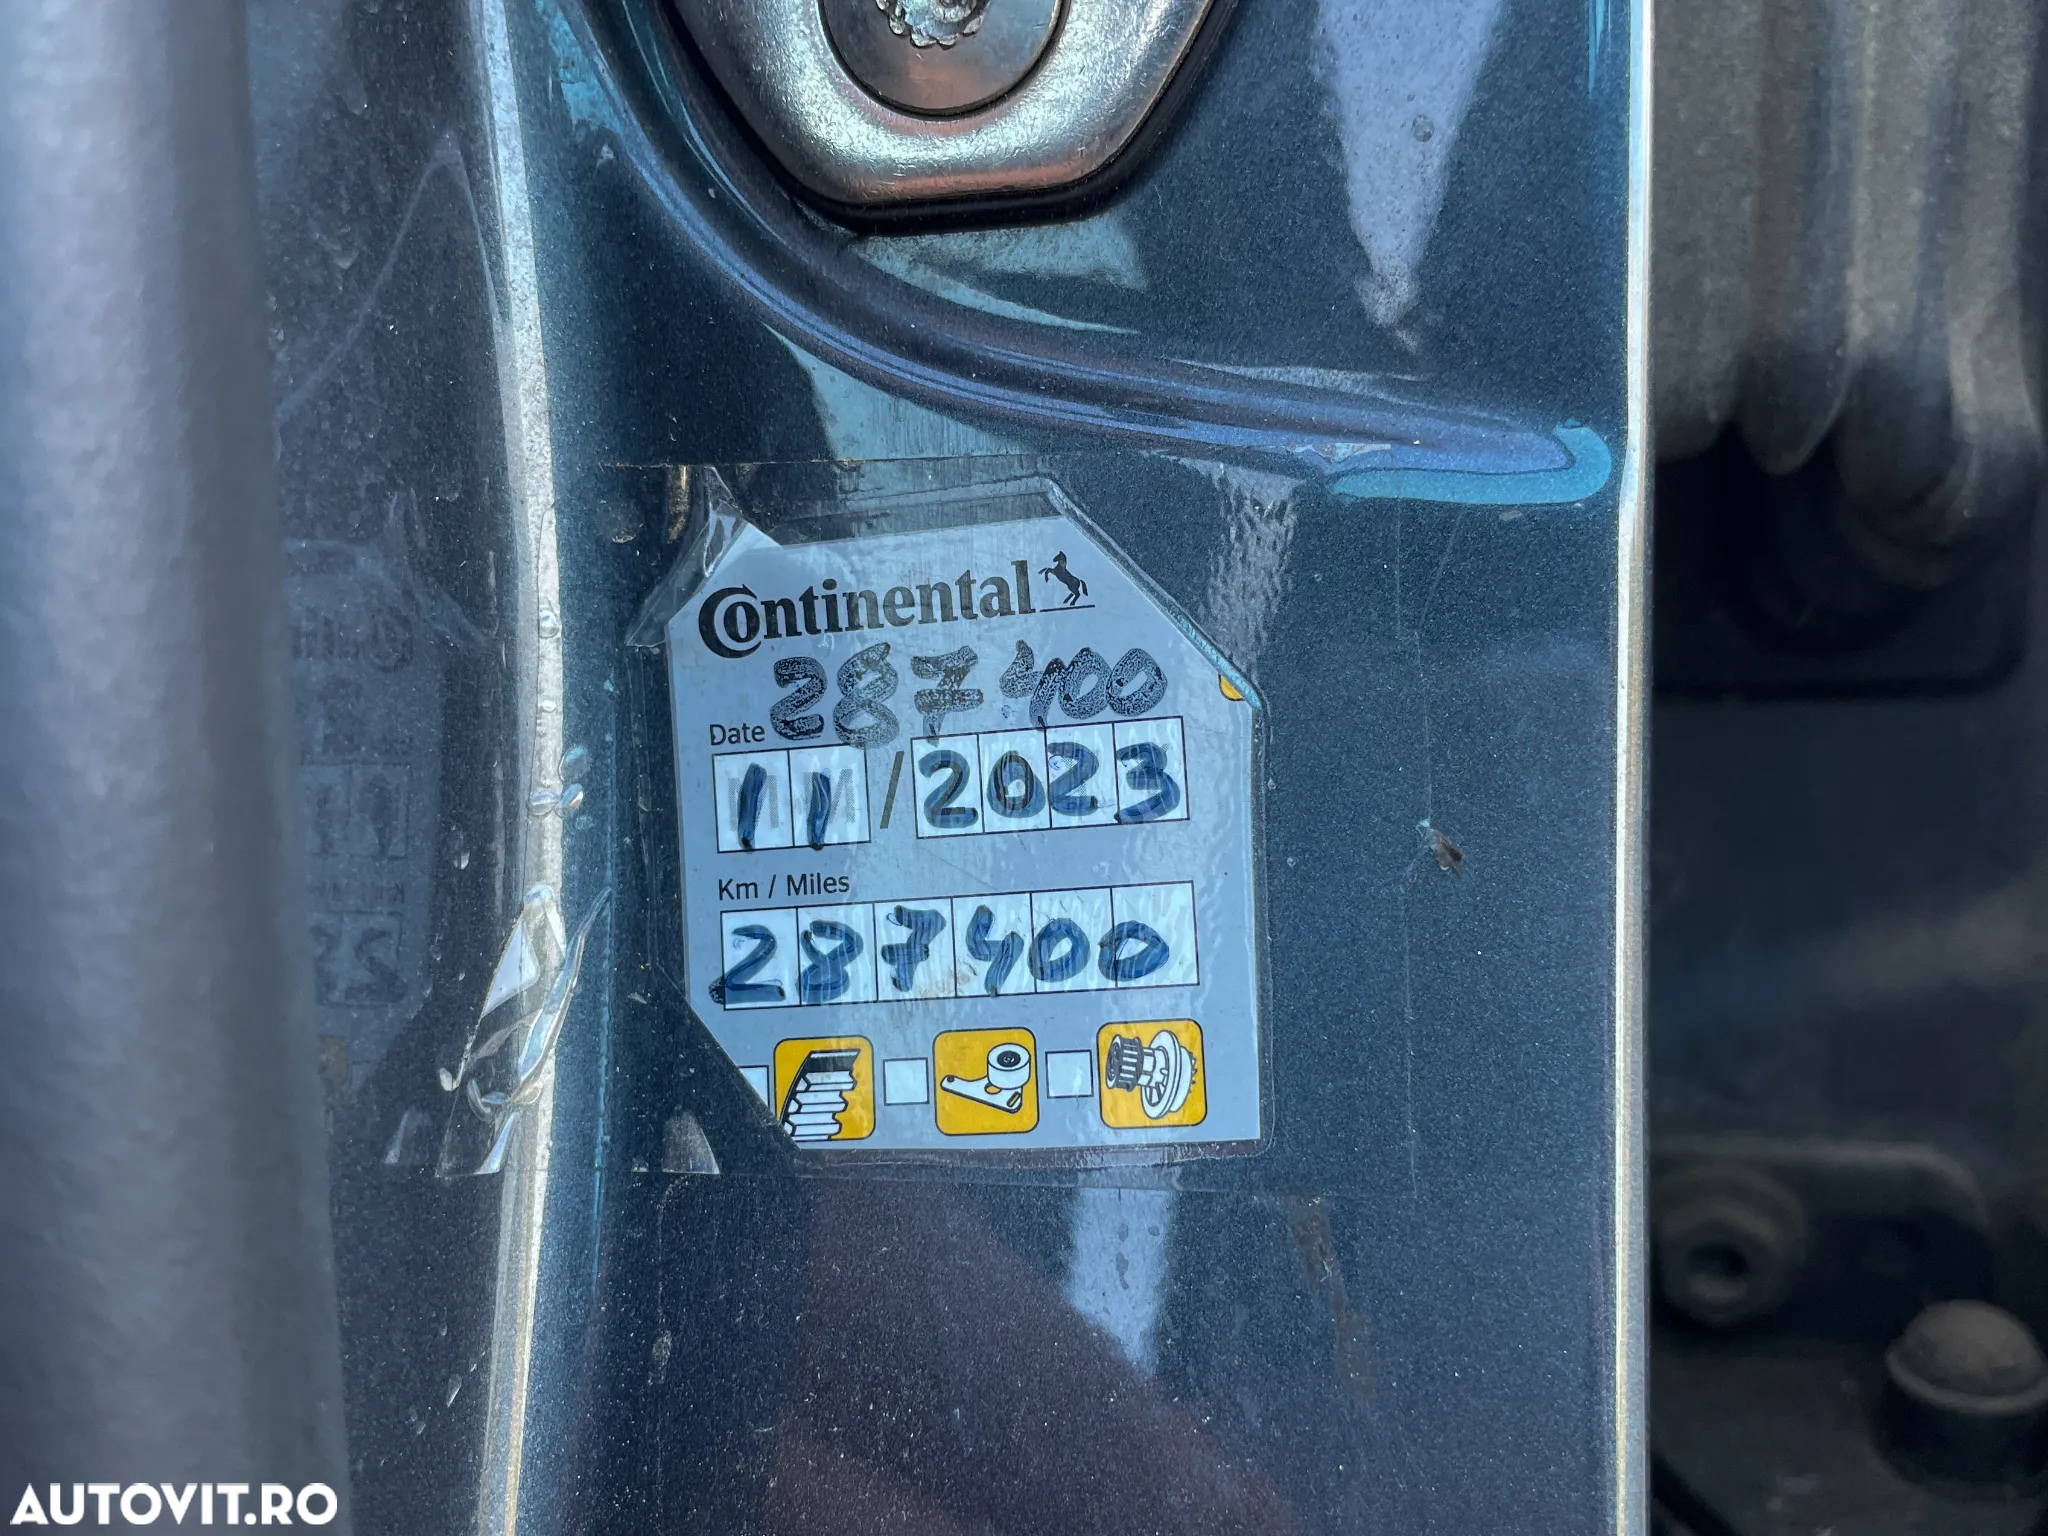 Continental
287400
Date
11/2023
Km / Miles
287400
AUTOVIT.RO